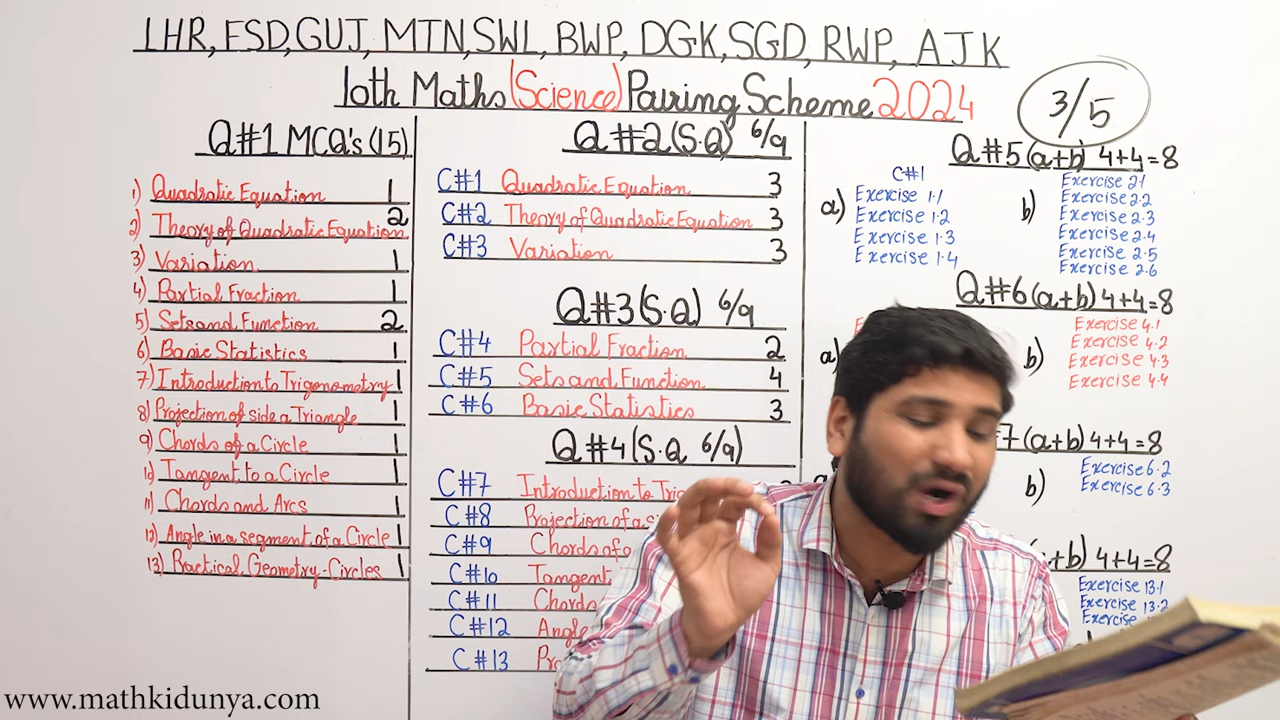 LHR, FSD, GUJ, MTN, SWL, BWP, DGK, SGD, RWP, AJK
10th Maths (Science) Pairing Scheme 2024
3/5
Q#1 MCQ's (15)
1) Quadratic Equation 1
2) Theory of Quadratic Equation 2
3) Variation 1
4) Partial Fraction 1
5) Sets and Function 2
6) Basic Statistics 1
7) Introduction to Trigonometry 1
8) Projection of side a Triangle 1
9) Chords of a Circle 1
10) Tangent to a Circle 1
11) Chords and Arcs 1
12) Angle in a segment of a Circle 1
13) Practical Geometry-Circles 1
Q#2 (S.Q) 6/9
C#1 Quadratic Equation 3
C#2 Theory of Quadratic Equation 3
C#3 Variation 3
Q#3 (S.Q) 6/9
C#4 Partial Fraction 2
C#5 Sets and Function 4
C#6 Basic Statistics 3
Q#4 (S.Q 6/9)
C#7 Introduction to
C#8 Projection of a
C#9 Chords of
C#10 Tangent
C#11 Chords
C#12 Angle
C#13
Q#5 (a+b) 4+4=8
C#1
a)
Exercise 1.1
Exercise 1.2
Exercise 1.3
Exercise 1.4
b)
Exercise 2.1
Exercise 2.2
Exercise 2.3
Exercise 2.4
Exercise 2.5
Exercise 2.6
Q#6 (a+b) 4+4=8
a)
b)
Exercise 4.1
Exercise 4.2
Exercise 4.3
Exercise 4.4
7 (a+b) 4+4=8
b)
Exercise 6.2
Exercise 6.3
+b) 4+4=8
Exercise 13.1
Exercise 13.2
Exercise
www.mathkidunya.com